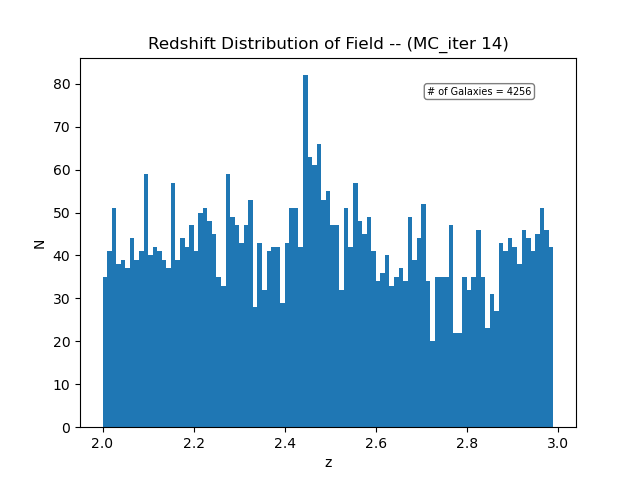 Redshift Distribution of Field -- (MC_iter 14)
# of Galaxies = 4256
80
70
60
50
40
30
20
10
0
N
2.0 2.2 2.4 2.6 2.8 3.0
z